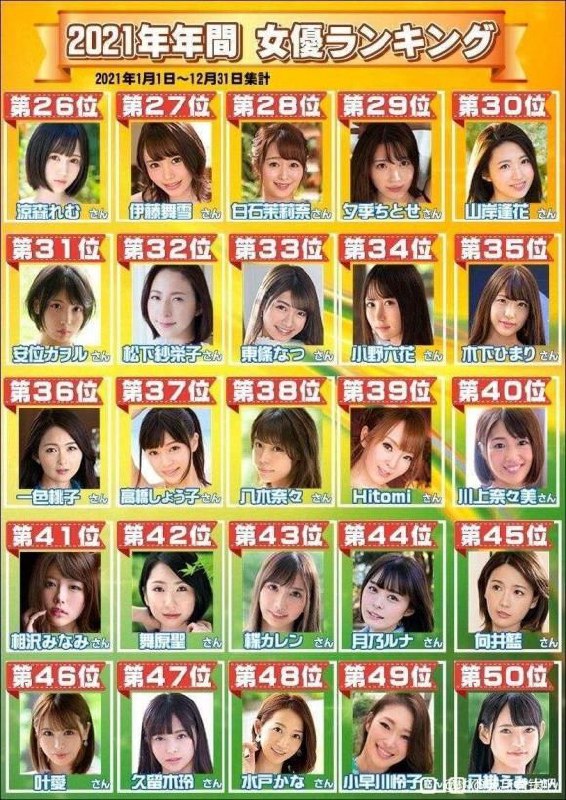 2021年年間 女優ランキング
2021年1月1日～12月31日集計
第26位 第27位 第28位 第29位 第30位
涼森れむさん 伊藤舞雪さん 白石茉莉奈さん 夕季ちとせさん 山岸逢花さん
第31位 第32位 第33位 第34位 第35位
安位カヲルさん 松下紗栄子さん 東條なつさん 小野六花さん 木下ひまりさん
第36位 第37位 第38位 第39位 第40位
一色桃子さん 高橋しょう子さん 八木奈々さん Hitomiさん 川上奈々美さん
第41位 第42位 第43位 第44位 第45位
相沢みなみさん 舞原聖さん 楪カレンさん 月乃ルナさん 向井藍さん
第46位 第47位 第48位 第49位 第50位
叶愛さん 久留木玲さん 水戸かなさん 小早川怜子さん